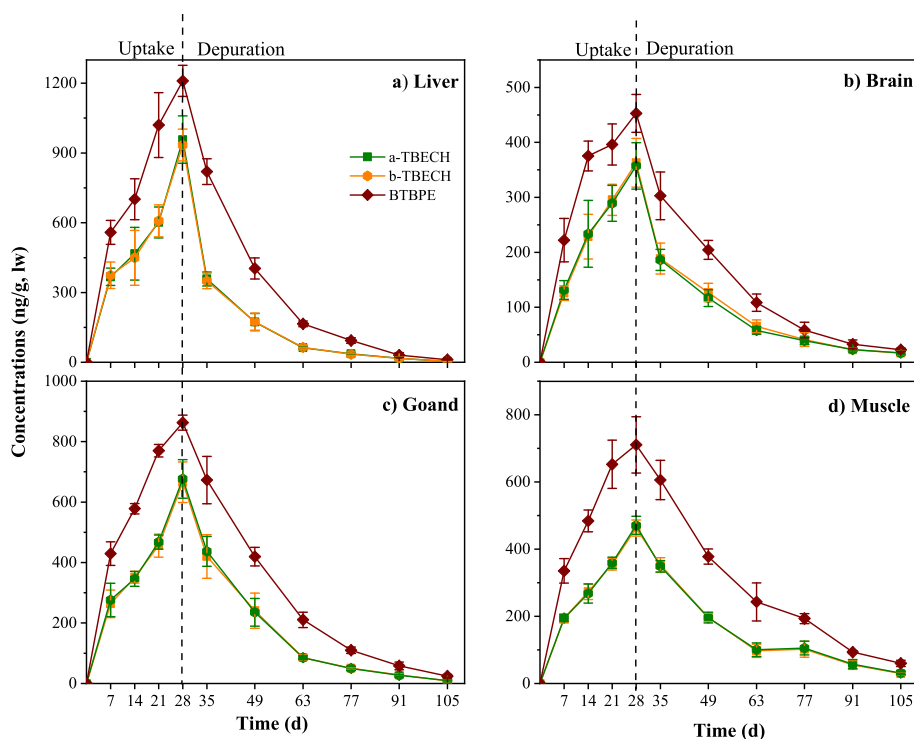 Uptake Depuration Uptake Depuration
a) Liver
b) Brain
1200
900
600
300
0
500
400
300
200
100
0
a-TBECH
b-TBECH
BTBPE
Concentrations (ng/g, lw)
c) Goand
d) Muscle
1000
800
600
400
200
0
800
600
400
200
0
7 14 21 28 35 49 63 77 91 105
7 14 21 28 35 49 63 77 91 105
Time (d)
Time (d)